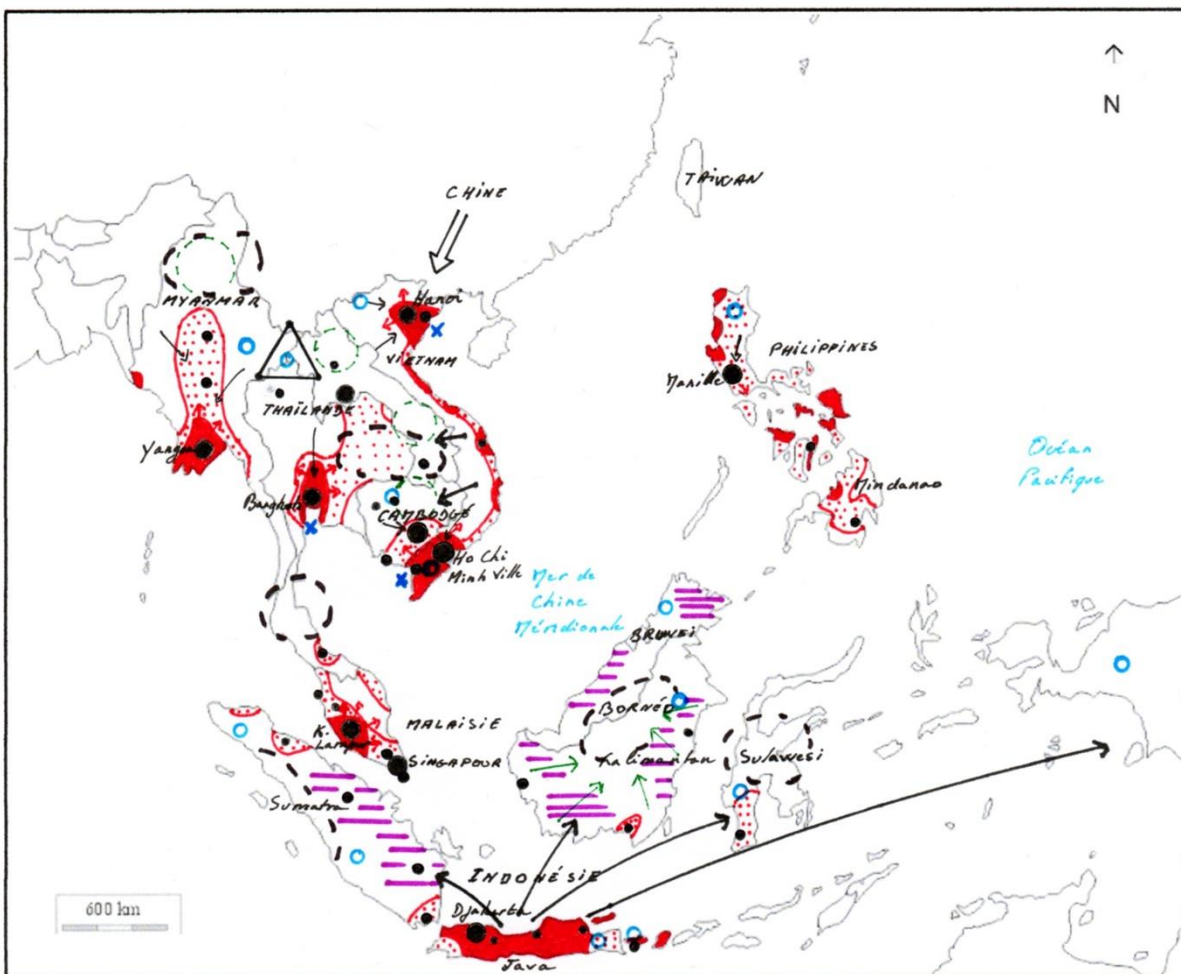 N
TAIWAN
CHINE
MYANMAR
Hanoï
VIETNAM
PHILIPPINES
Manille
THAÏLANDE
Yangon
Bangkok
Océan
Pacifique
Mindanao
CAMBODGE
Ho Chi
Minh Ville
Mer de
Chine
Méridionale
BRUNEI
BORNÉO
MALAISIE
K.
Lumpur
SINGAPOUR
Kalimantan
Sulawesi
Sumatra
INDONÉSIE
600 km
Djakarta
Java